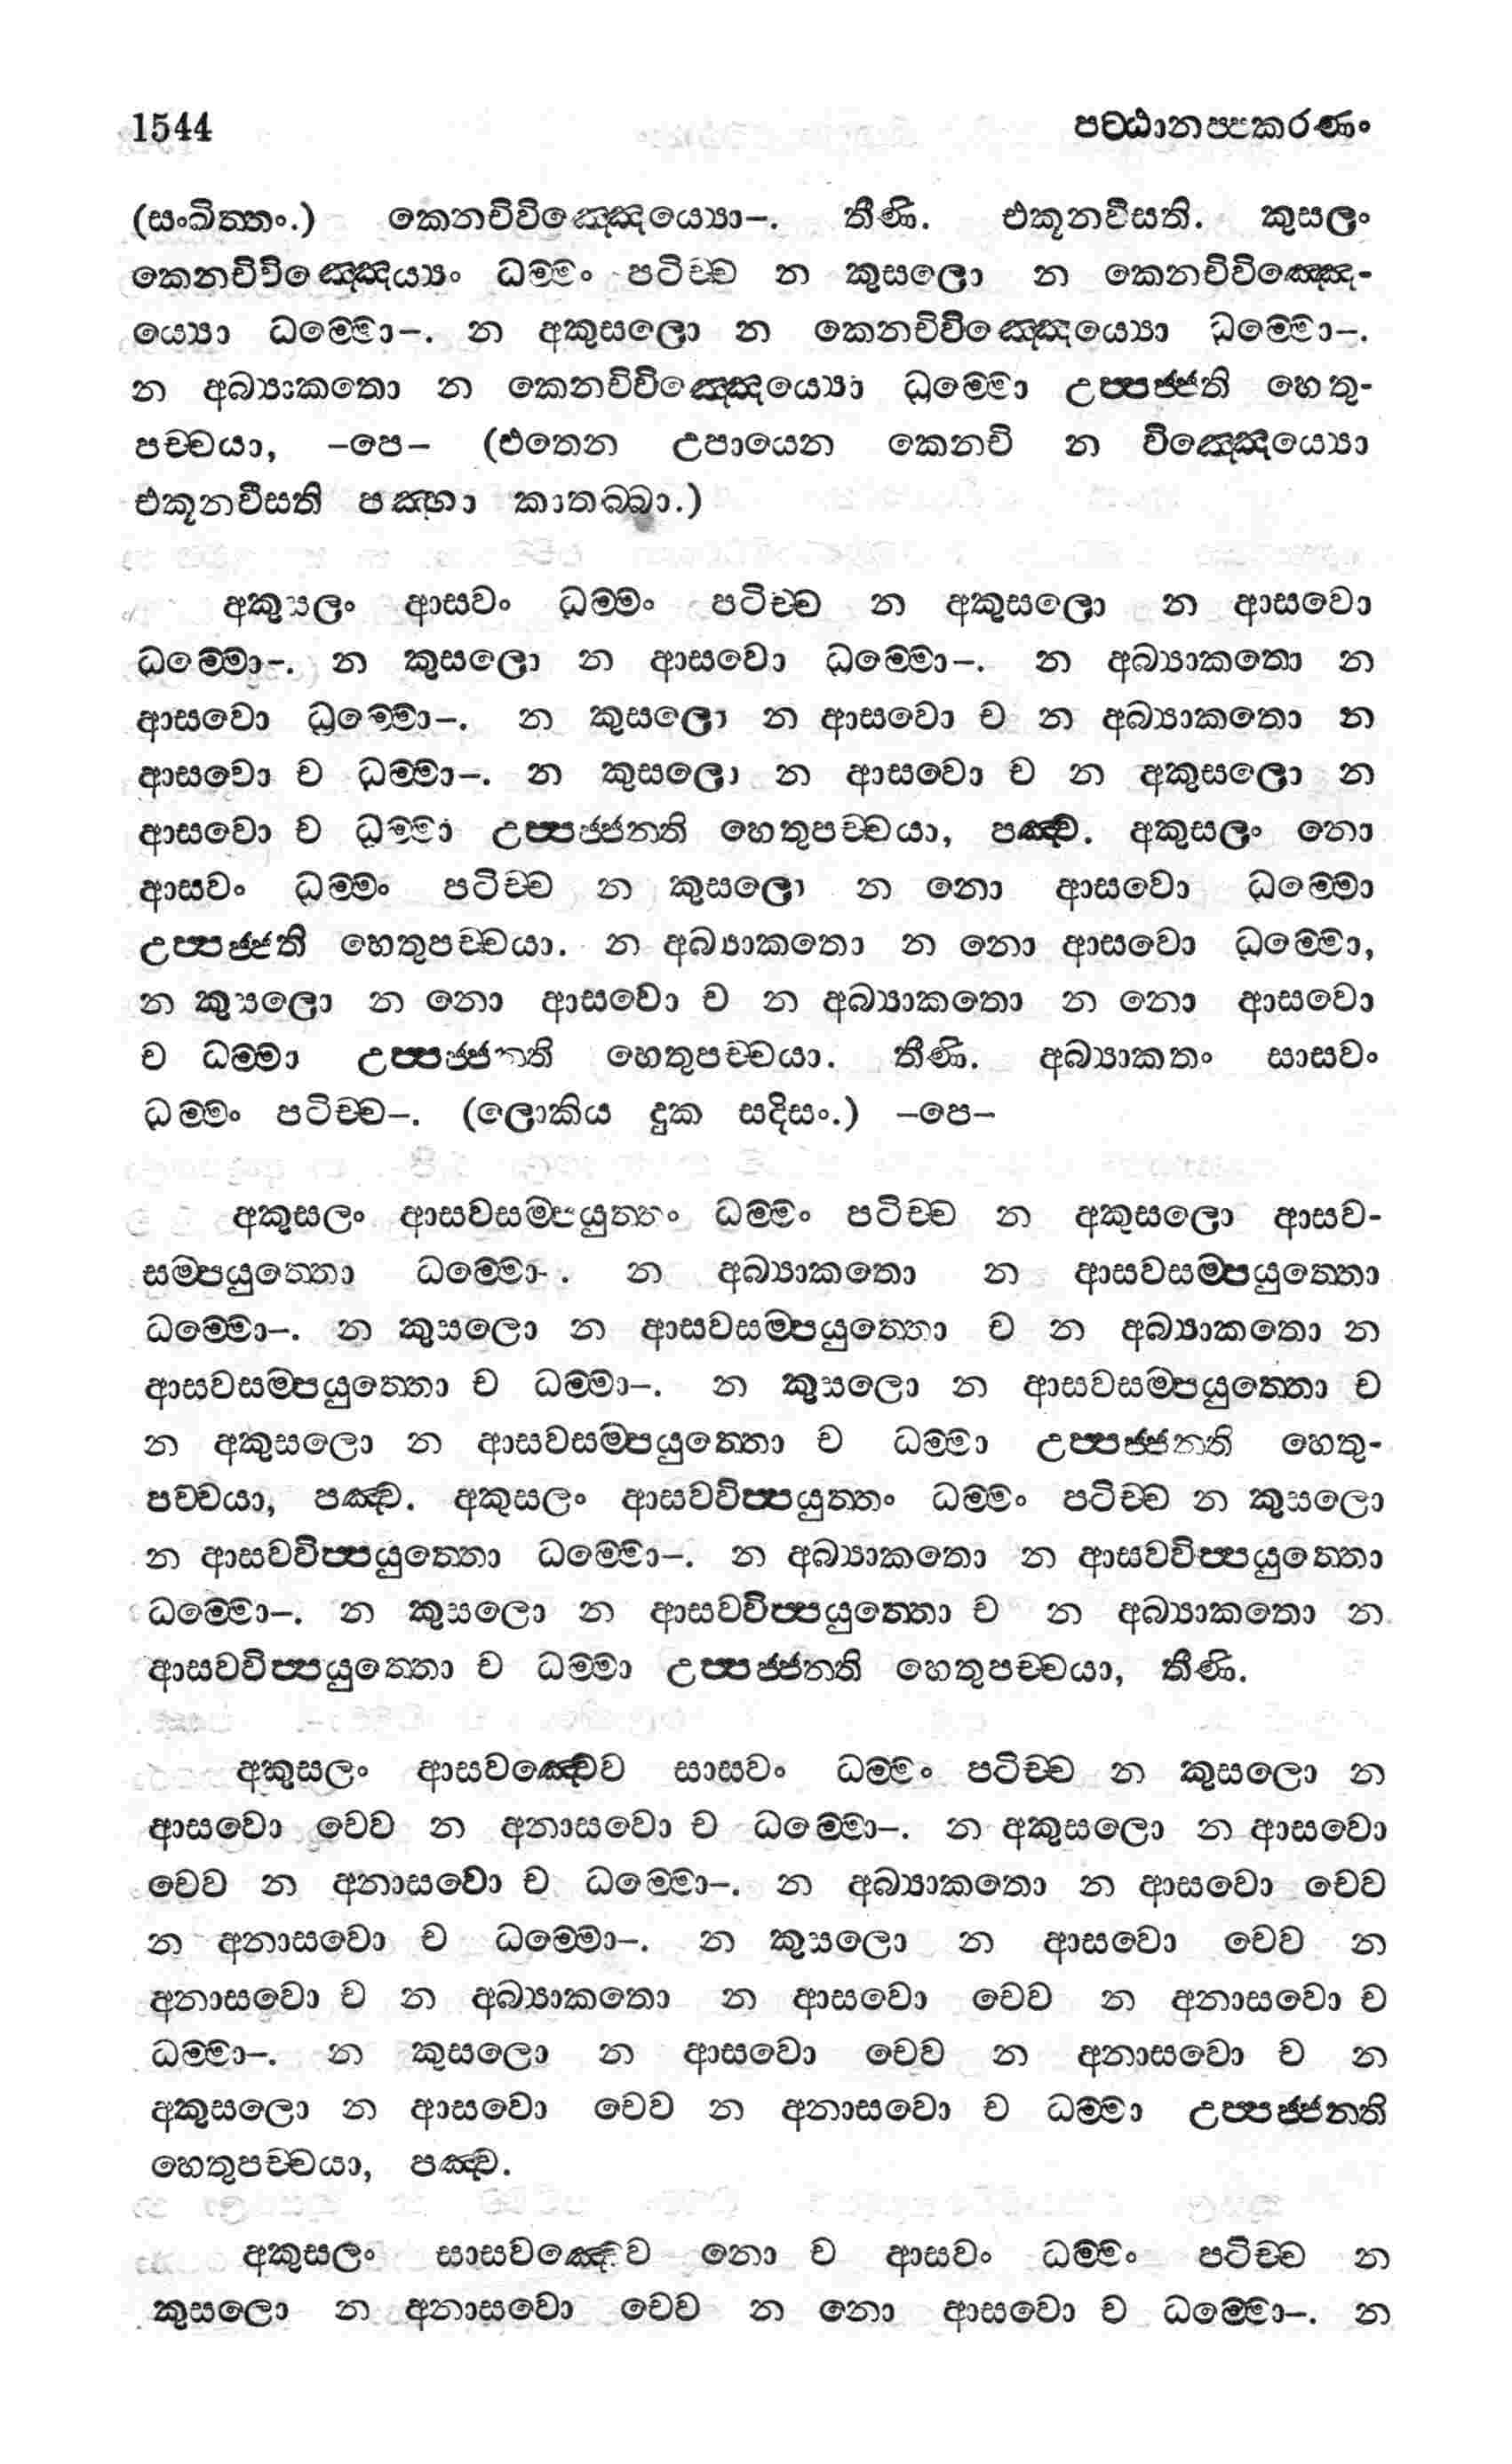 1544 පට්ඨානප්පකරණං
(සංඛිත්තං.) කෙනචිවිඤ්ඤෙය්‍යො–. තීණි. එකූනවීසති. කුසලං
කෙනචිවිඤ්ඤෙය්‍යං ධම්මං පටිච්ච න කුසලො න කෙනචිවිඤ්ඤෙ-
ය්‍යො ධම්මො–. න අකුසලො න කෙනචිවිඤ්ඤෙය්‍යො ධම්මො–.
න අබ්‍යාකතො න කෙනචිවිඤ්ඤෙය්‍යො ධම්මො උප්පජ්ජති හෙතු-
පච්චයා, –පෙ– (එතෙන උපායෙන කෙනචි න විඤ්ඤෙය්‍යො
එකූනවීසති පඤ්හා කාතබ්බා.)
අකුසලං ආසවං ධම්මං පටිච්ච න අකුසලො න ආසවො
ධම්මො–. න කුසලො න ආසවො ධම්මො–. න අබ්‍යාකතො න
ආසවො ධම්මො–. න කුසලො න ආසවො ච න අබ්‍යාකතො න
ආසවො ච ධම්මා–. න කුසලො න ආසවො ච න අකුසලො න
ආසවො ච ධම්මා උප්පජ්ජන්ති හෙතුපච්චයා, පඤ්ච. අකුසලං නො
ආසවං ධම්මං පටිච්ච න කුසලො න නො ආසවො ධම්මො
උප්පජ්ජති හෙතුපච්චයා. න අබ්‍යාකතො න නො ආසවො ධම්මො,
න කුසලො න නො ආසවො ච න අබ්‍යාකතො න නො ආසවො
ච ධම්මා උප්පජ්ජන්ති හෙතුපච්චයා. තීණි. අබ්‍යාකතං සාසවං
ධම්මං පටිච්ච–. (ලොකිය දුක සදිසං.) –පෙ–
අකුසලං ආසවසම්පයුත්තං ධම්මං පටිච්ච න අකුසලො ආසව-
සම්පයුත්තො ධම්මො–. න අබ්‍යාකතො න ආසවසම්පයුත්තො
ධම්මො–. න කුසලො න ආසවසම්පයුත්තො ච න අබ්‍යාකතො න
ආසවසම්පයුත්තො ච ධම්මා–. න කුසලො න ආසවසම්පයුත්තො ච
න අකුසලො න ආසවසම්පයුත්තො ච ධම්මා උප්පජ්ජන්ති හෙතු-
පච්චයා, පඤ්ච. අකුසලං ආසවවිප්පයුත්තං ධම්මං පටිච්ච න කුසලො
න ආසවවිප්පයුත්තො ධම්මො–. න අබ්‍යාකතො න ආසවවිප්පයුත්තො
ධම්මො–. න කුසලො න ආසවවිප්පයුත්තො ච න අබ්‍යාකතො න
ආසවවිප්පයුත්තො ච ධම්මා උප්පජ්ජන්ති හෙතුපච්චයා, තීණි.
අකුසලං ආසවඤ්චෙව සාසවං ධම්මං පටිච්ච න කුසලො න
ආසවො චෙව න අනාසවො ච ධම්මො–. න අකුසලො න ආසවො
චෙව න අනාසවො ච ධම්මො–. න අබ්‍යාකතො න ආසවො චෙව
න අනාසවො ච ධම්මො–. න කුසලො න ආසවො චෙව න
අනාසවො ච න අබ්‍යාකතො න ආසවො චෙව න අනාසවො ච
ධම්මා–. න කුසලො න ආසවො චෙව න අනාසවො ච න
අකුසලො න ආසවො චෙව න අනාසවො ච ධම්මා උප්පජ්ජන්ති
හෙතුපච්චයා, පඤ්ච.
අකුසලං සාසවඤ්චෙව නො ච ආසවං ධම්මං පටිච්ච න
කුසලො න අනාසවො චෙව න නො ආසවො ච ධම්මො–. න